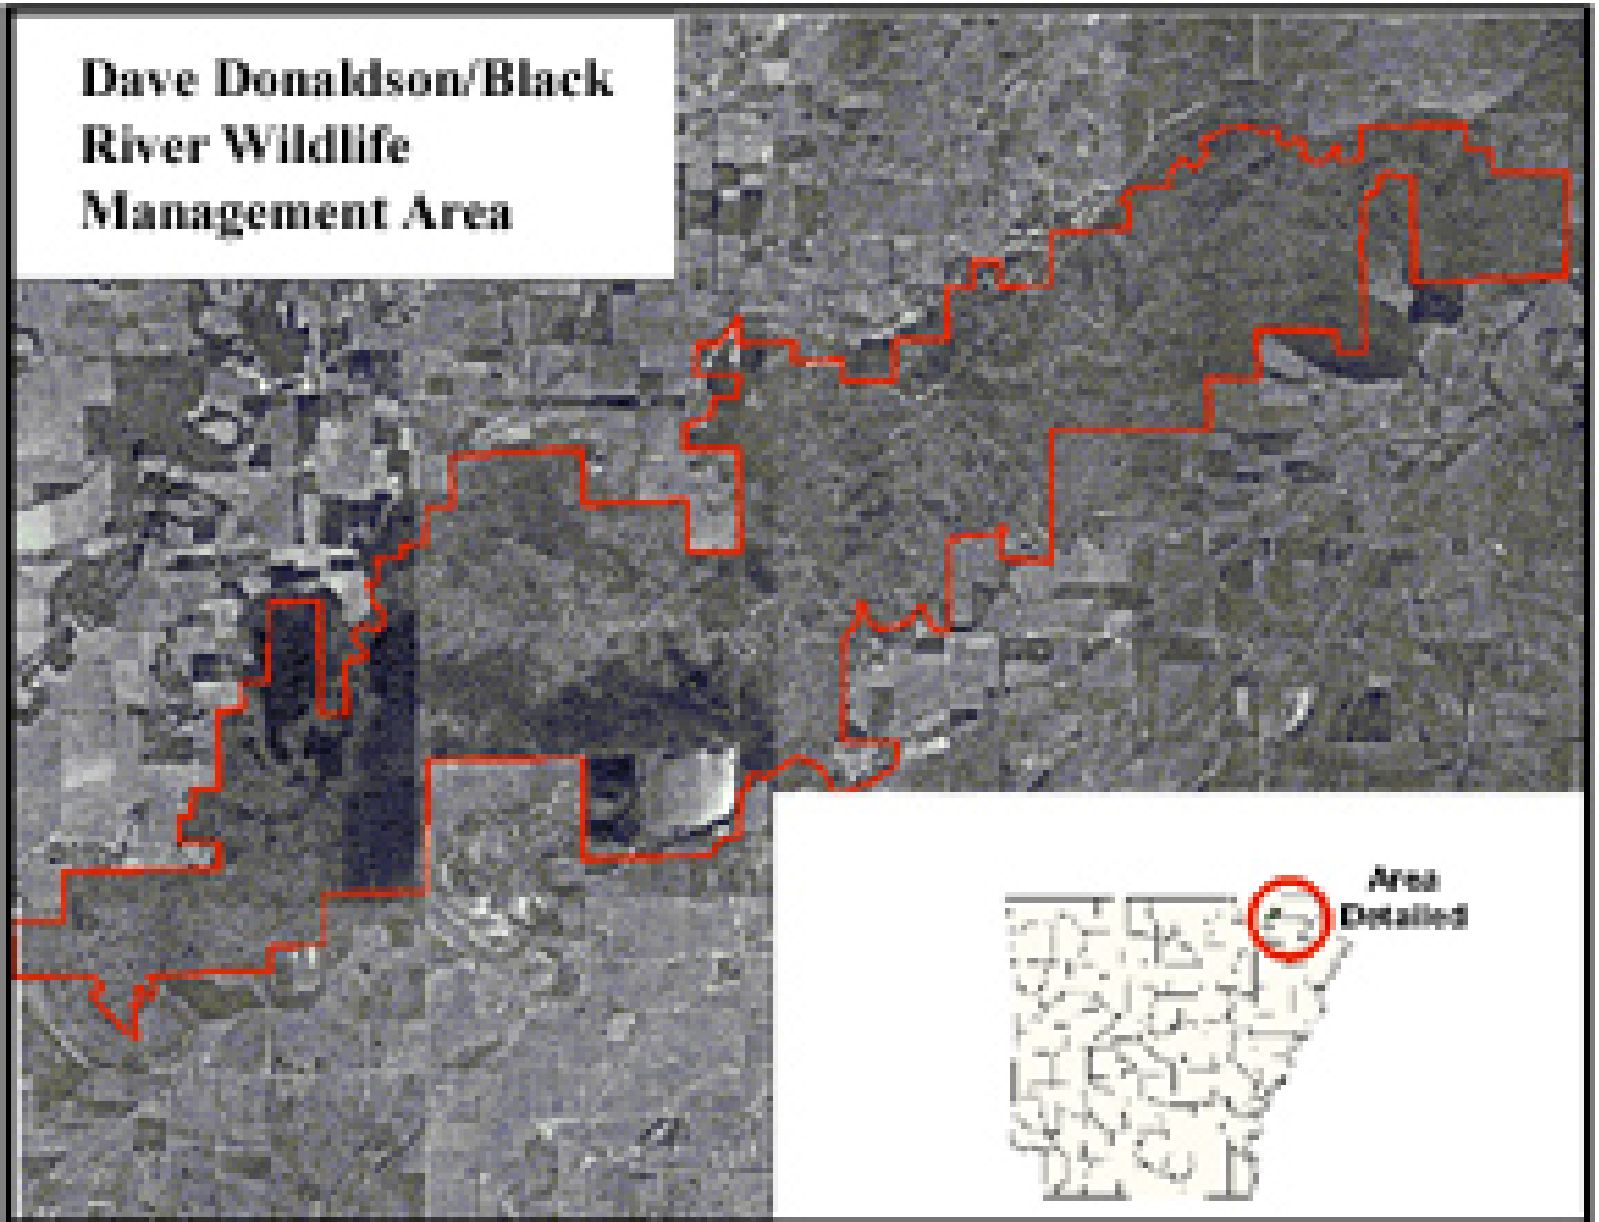 Dave Donaldson/Black
River Wildlife
Management Area
Area
Detailed